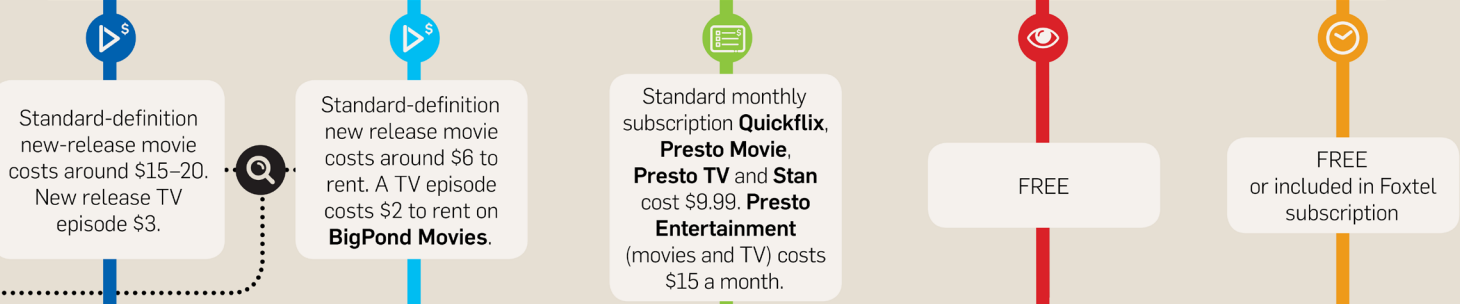 $
$
$
Standard-definition
new-release movie
costs around $15–20.
New release TV
episode $3.
Standard-definition
new release movie
costs around $6 to
rent. A TV episode
costs $2 to rent on
BigPond Movies.
Standard monthly
subscription Quickflix,
Presto Movie,
Presto TV and Stan
cost $9.99. Presto
Entertainment
(movies and TV) costs
$15 a month.
FREE
FREE
or included in Foxtel
subscription